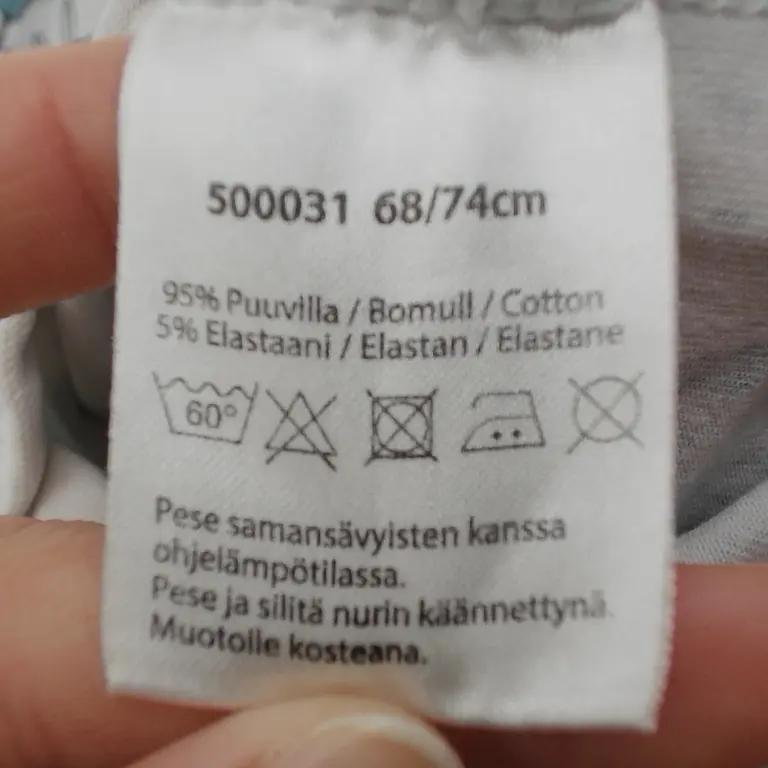 500031 68/74cm
95% Puuvilla / Bomull / Cotton
5% Elastaani / Elastan / Elastane
60°
Pese samansävyisten kanssa
ohjelämpötilassa.
Pese ja silitä nurin käännettynä.
Muotoile kosteana.